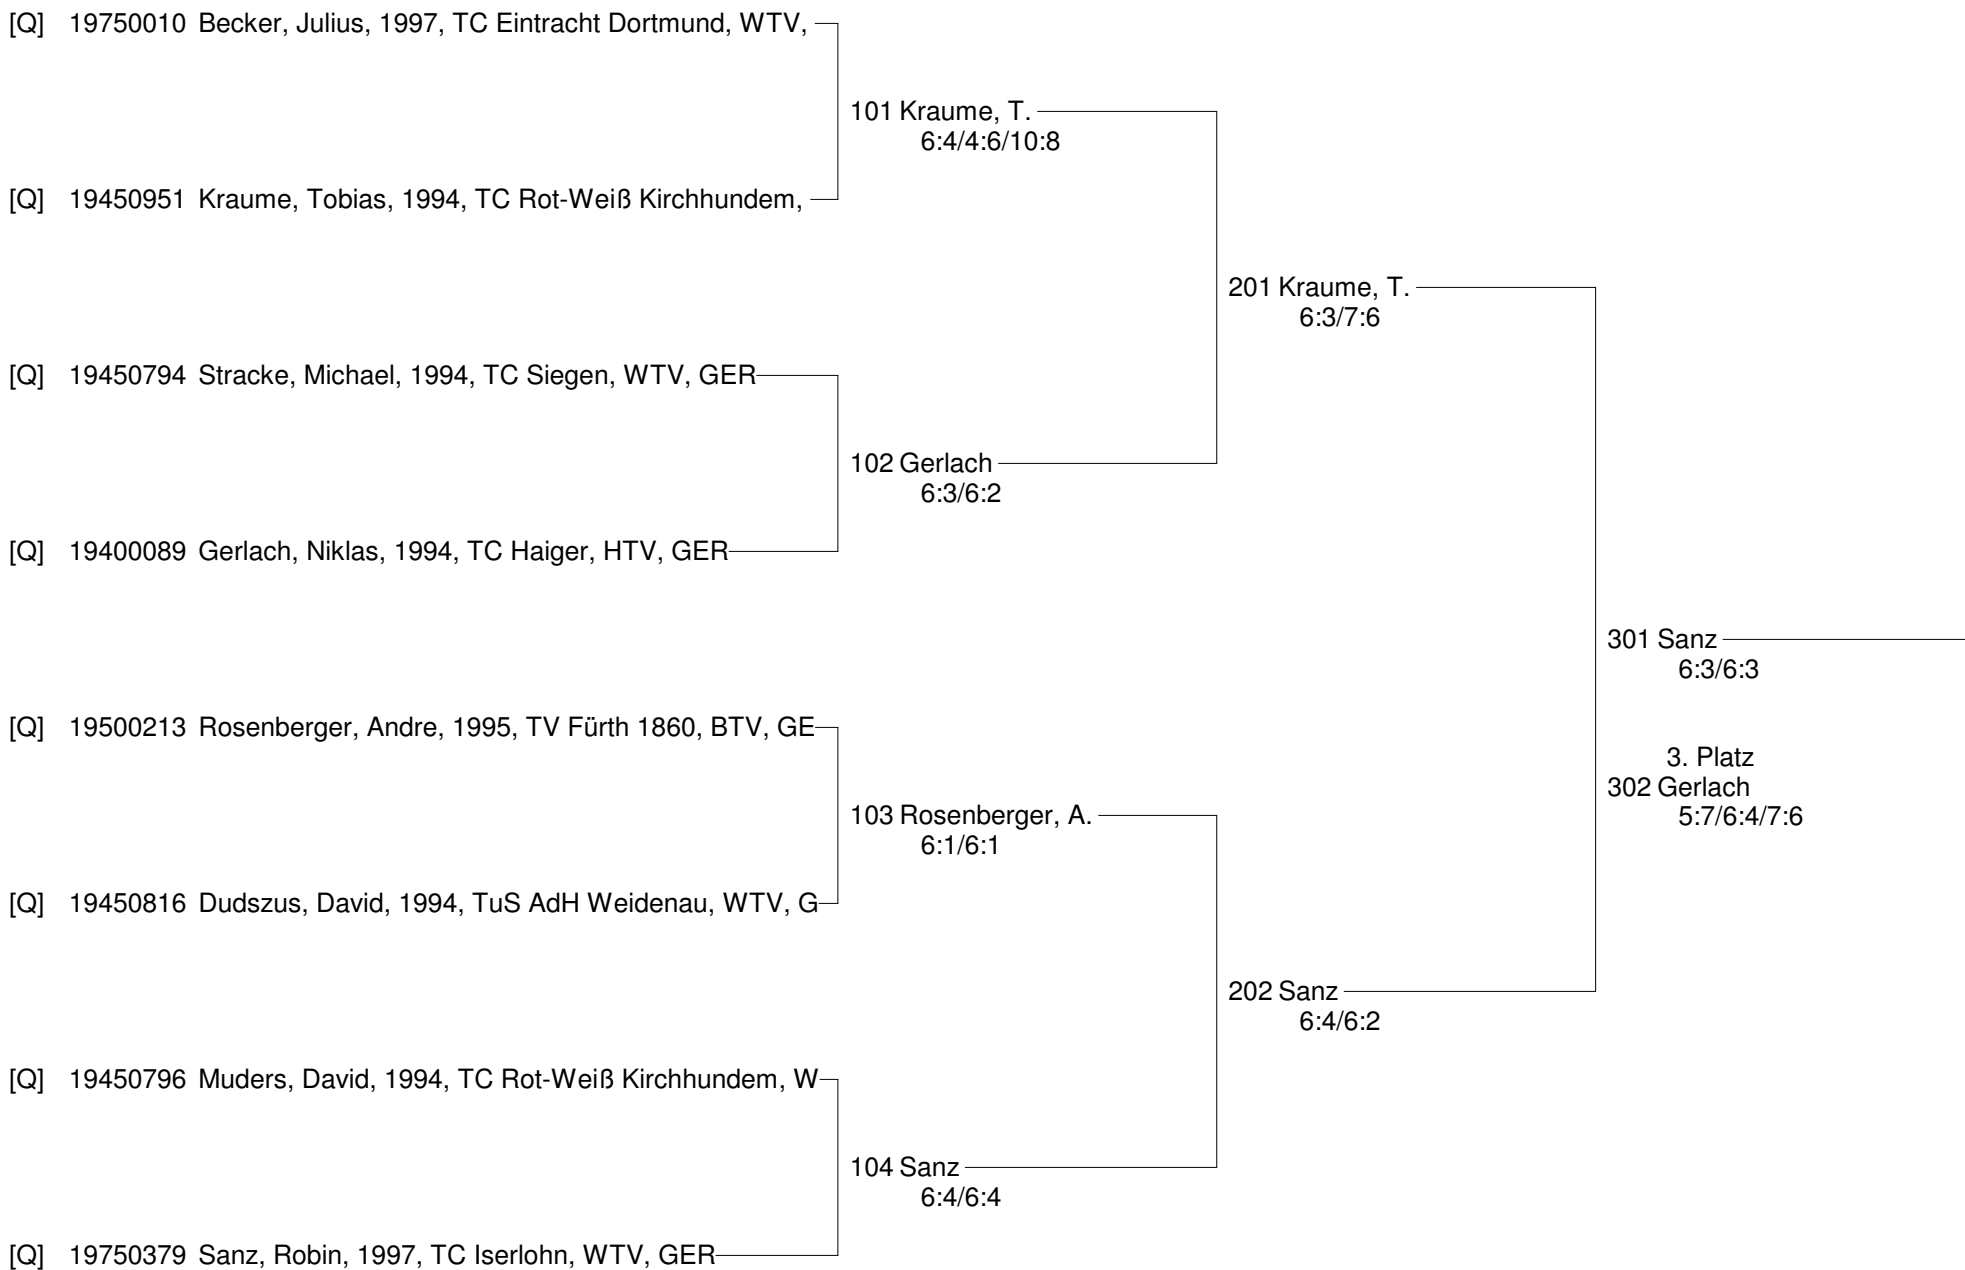 [Q] 19750010 Becker, Julius, 1997, TC Eintracht Dortmund, WTV,
101 Kraume, T.
6:4/4:6/10:8
[Q] 19450951 Kraume, Tobias, 1994, TC Rot-Weiß Kirchhundem,
201 Kraume, T.
6:3/7:6
[Q] 19450794 Stracke, Michael, 1994, TC Siegen, WTV, GER
102 Gerlach
6:3/6:2
[Q] 19400089 Gerlach, Niklas, 1994, TC Haiger, HTV, GER
301 Sanz
6:3/6:3
[Q] 19500213 Rosenberger, Andre, 1995, TV Fürth 1860, BTV, GE
3. Platz
302 Gerlach
5:7/6:4/7:6
103 Rosenberger, A.
6:1/6:1
[Q] 19450816 Dudszus, David, 1994, TuS AdH Weidenau, WTV, G
202 Sanz
6:4/6:2
[Q] 19450796 Muders, David, 1994, TC Rot-Weiß Kirchhundem, W
104 Sanz
6:4/6:4
[Q] 19750379 Sanz, Robin, 1997, TC Iserlohn, WTV, GER